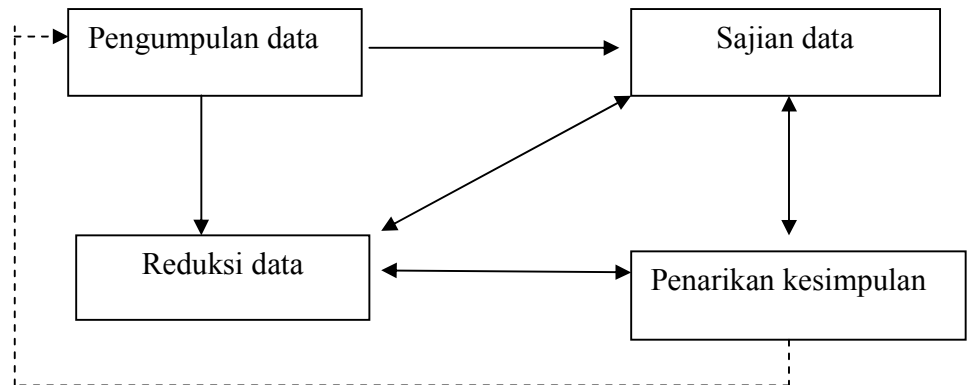 Pengumpulan data
Sajian data
Reduksi data
Penarikan kesimpulan